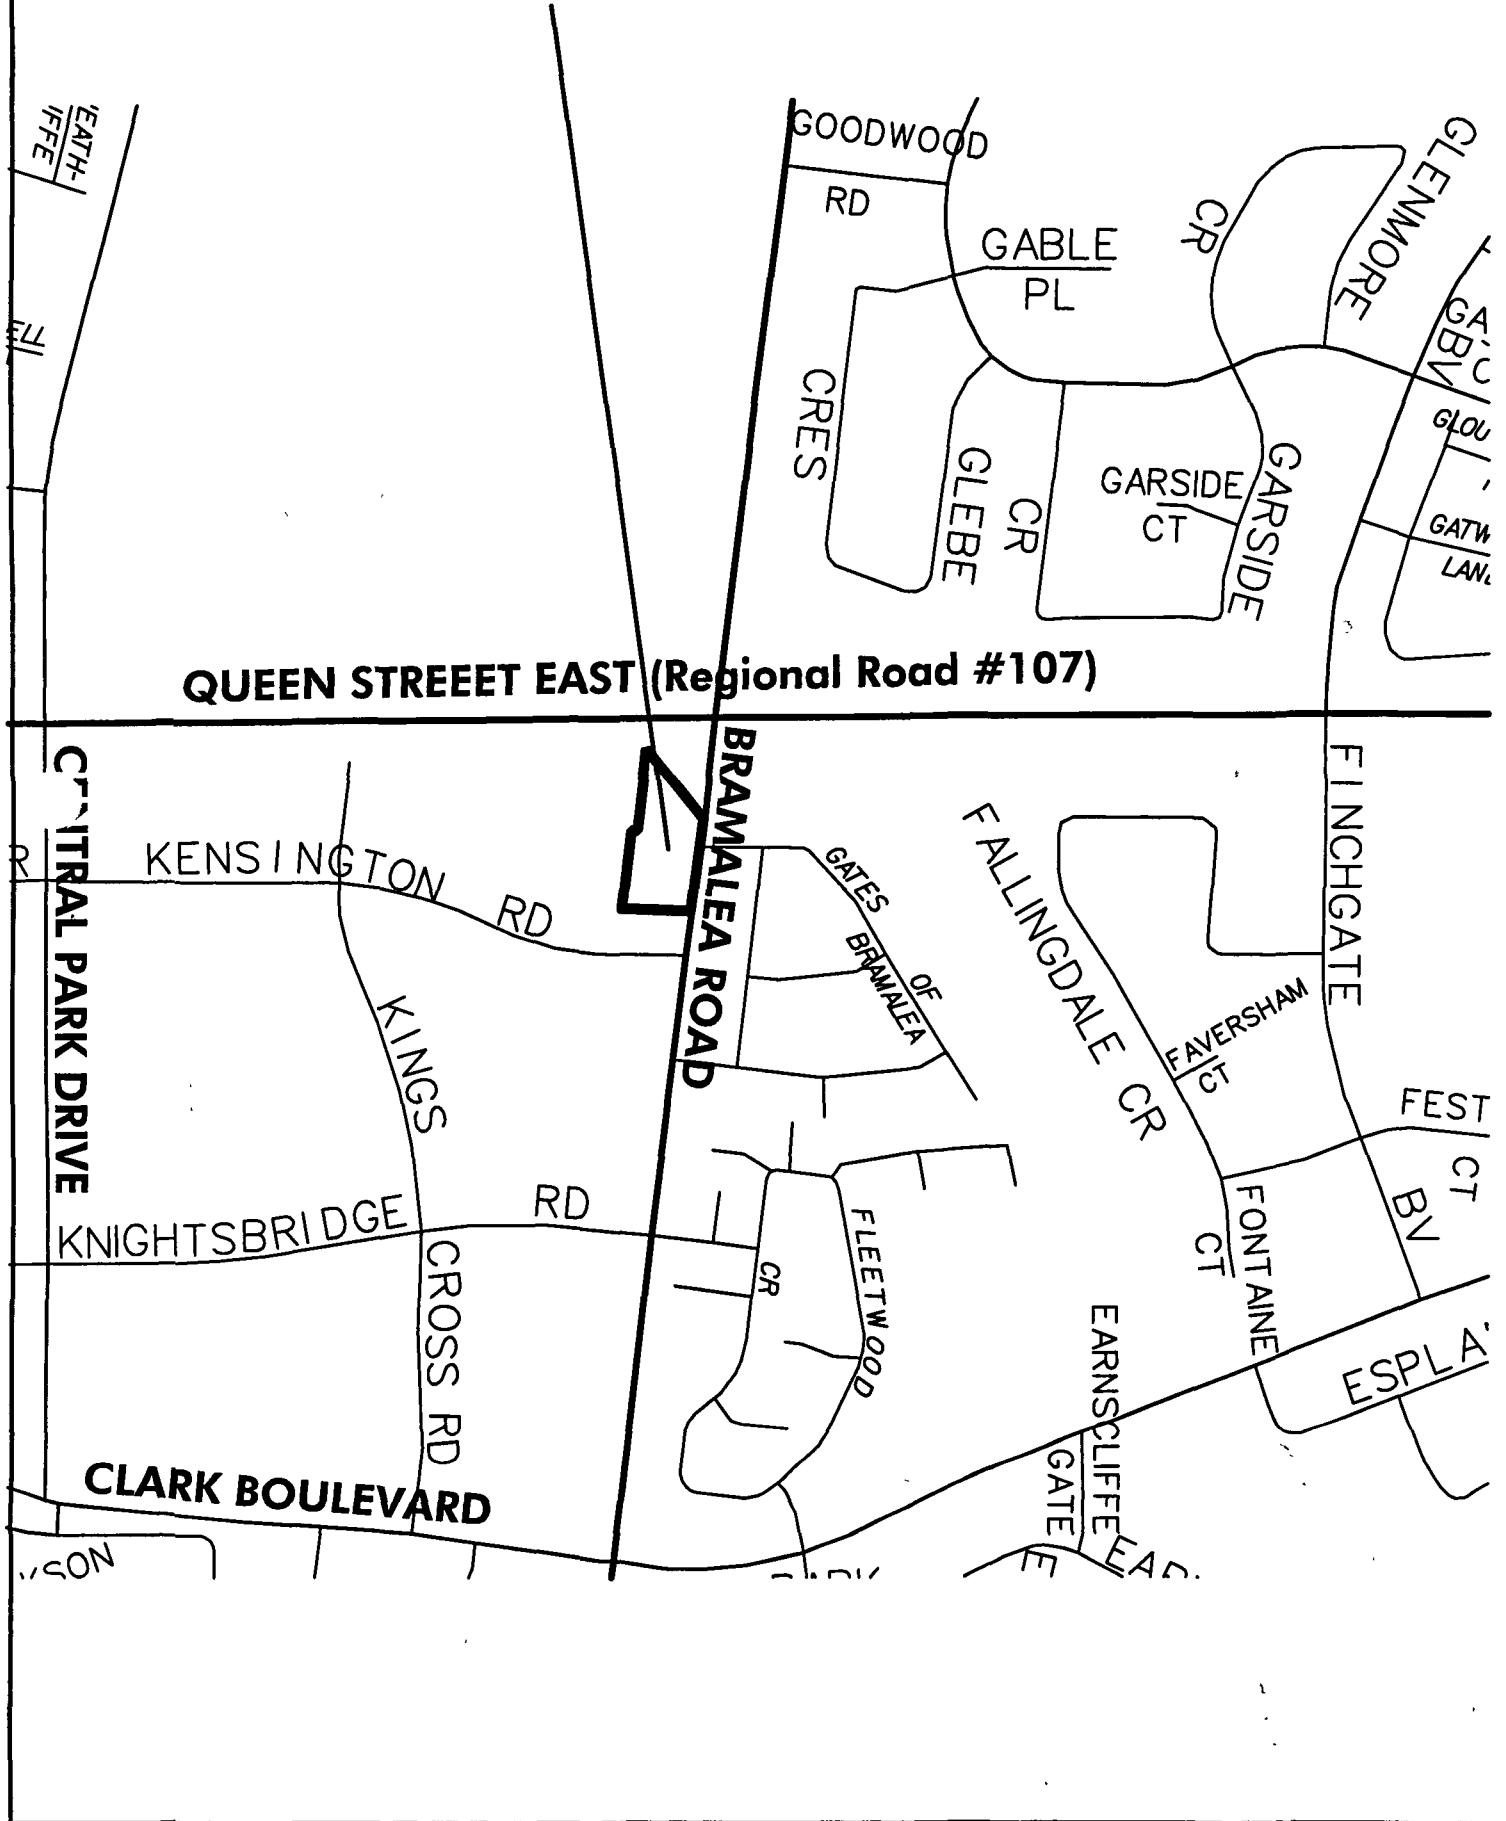 GOODWOOD
RD
GABLE
PL
CR
GLENMORE
CRES
GLEBE
CR
GARSIDE
CT
GARSIDE
BV
QUEEN STREEET EAST (Regional Road #107)
BRAMALEA ROAD
FINCHGATE
BV
KENSINGTON
RD
PARK DRIVE
GATES
OF
BRAMALEA
FALLINGDALE CR
FAVERSHAM
CT
KINGS
CROSS RD
FEST
CT
KNIGHTSBRIDGE
RD
FLEETWOOD
CR
FONTAINE
CT
EARNSCLIFFE
GATE
CLARK BOULEVARD